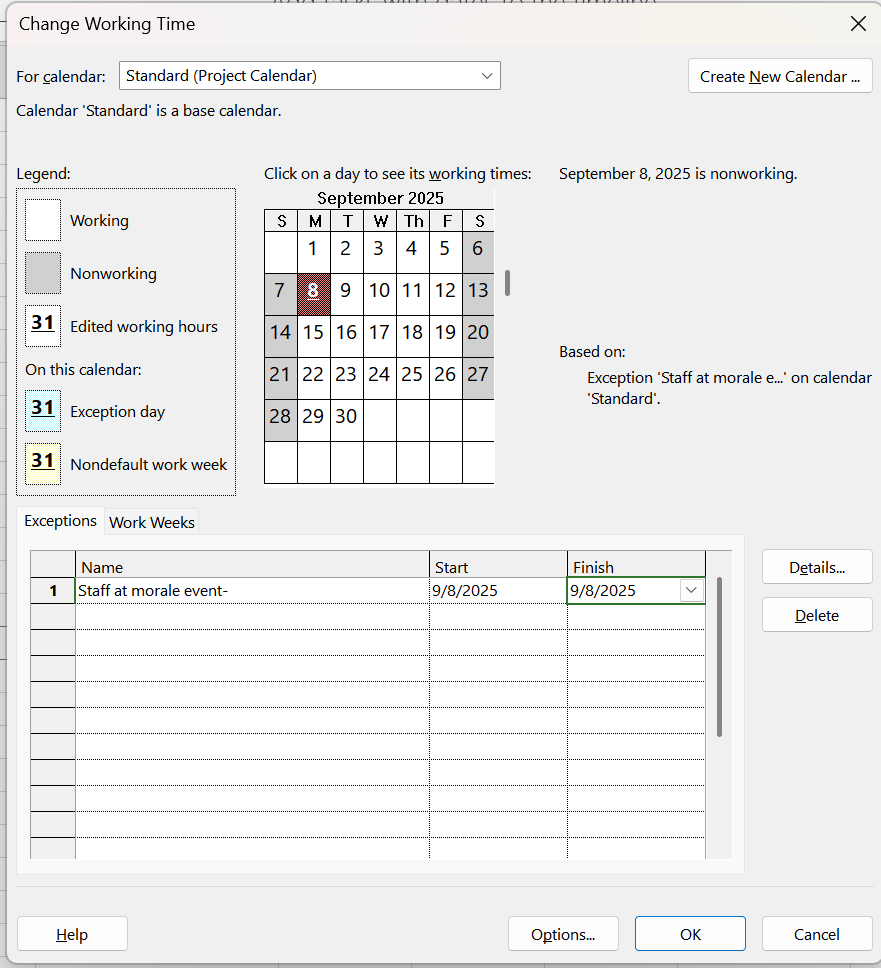 Change Working Time
For calendar: Standard (Project Calendar)
Create New Calendar ...
Calendar 'Standard' is a base calendar.
Legend:
Working
Nonworking
31 Edited working hours
On this calendar:
31 Exception day
31 Nondefault work week
Click on a day to see its working times:
September 2025
S M T W Th F S
1 2 3 4 5 6
7 8 9 10 11 12 13
14 15 16 17 18 19 20
21 22 23 24 25 26 27
28 29 30
September 8, 2025 is nonworking.
Based on:
Exception 'Staff at morale e...' on calendar
'Standard'.
Exceptions Work Weeks
Name Start Finish
1 Staff at morale event- 9/8/2025 9/8/2025
Details...
Delete
Help
Options...
OK
Cancel